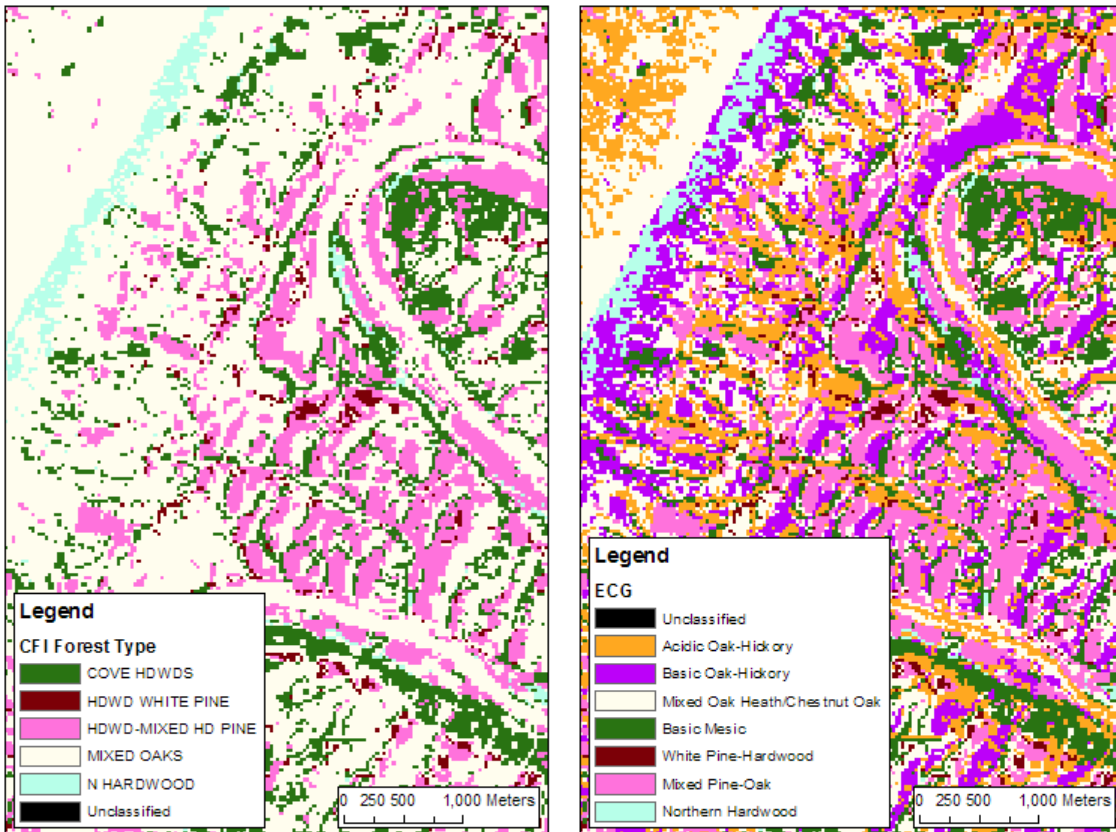 Legend
CFI Forest Type
COVE HDWDS
HDWD WHITE PINE
HDWD-MIXED HD PINE
MIXED OAKS
N HARDWOOD
Unclassified
0 250 500 1,000 Meters
Legend
ECG
Unclassified
Acidic Oak-Hickory
Basic Oak-Hickory
Mixed Oak Heath/Chestnut Oak
Basic Mesic
White Pine-Hardwood
Mixed Pine-Oak
Northern Hardwood
0 250 500 1,000 Meters